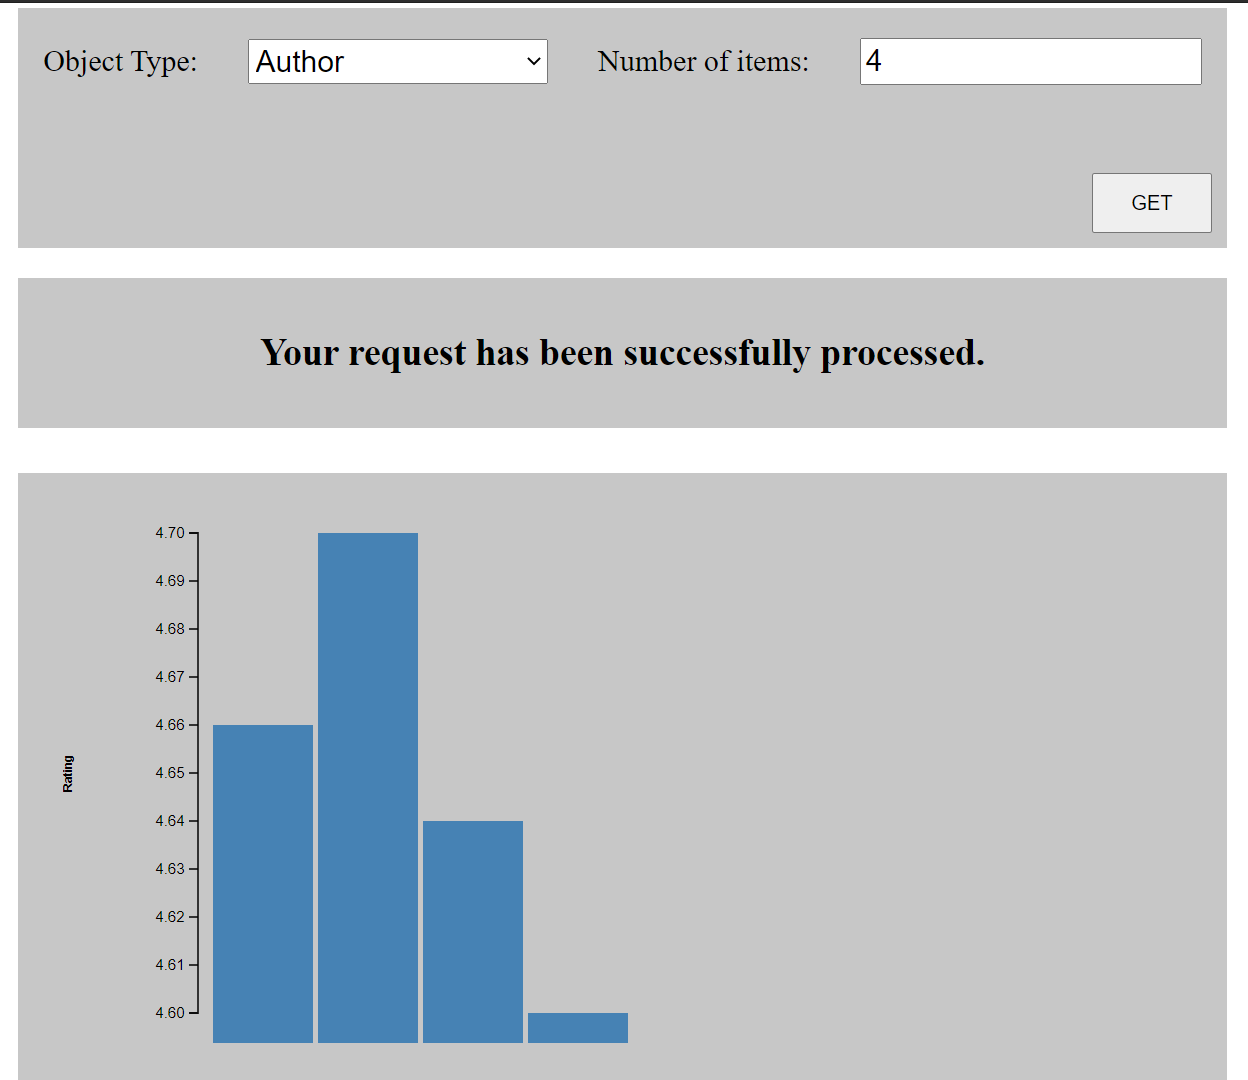 Object Type: Author Number of items: 4
GET
Your request has been successfully processed.
4.70
4.69
4.68
4.67
4.66
4.65
4.64
4.63
4.62
4.61
4.60
Rating